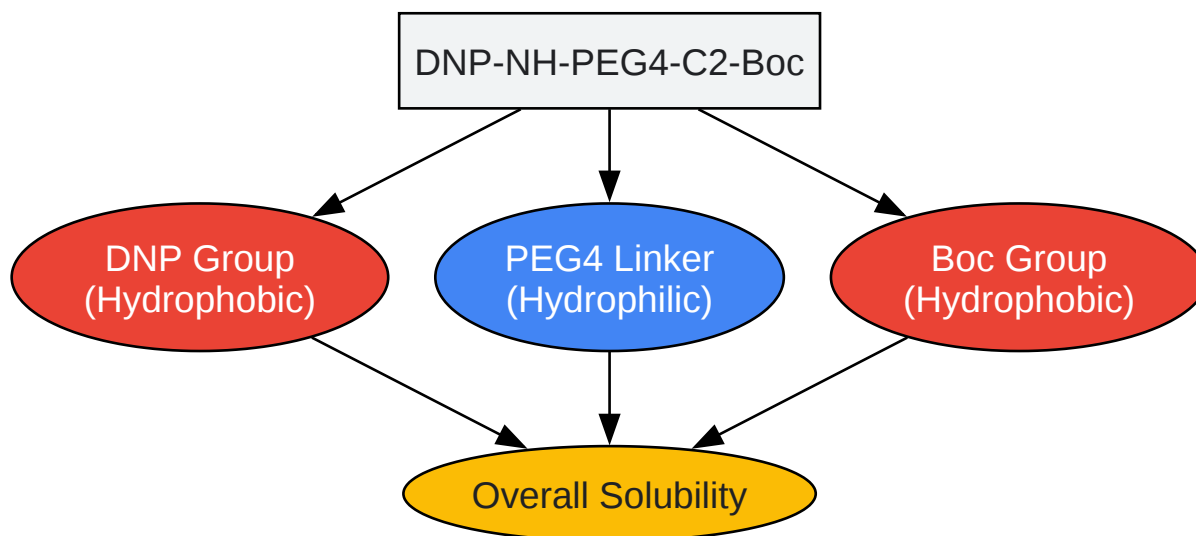 DNP-NH-PEG4-C2-Boc
DNP Group
(Hydrophobic)
PEG4 Linker
(Hydrophilic)
Boc Group
(Hydrophobic)
Overall Solubility